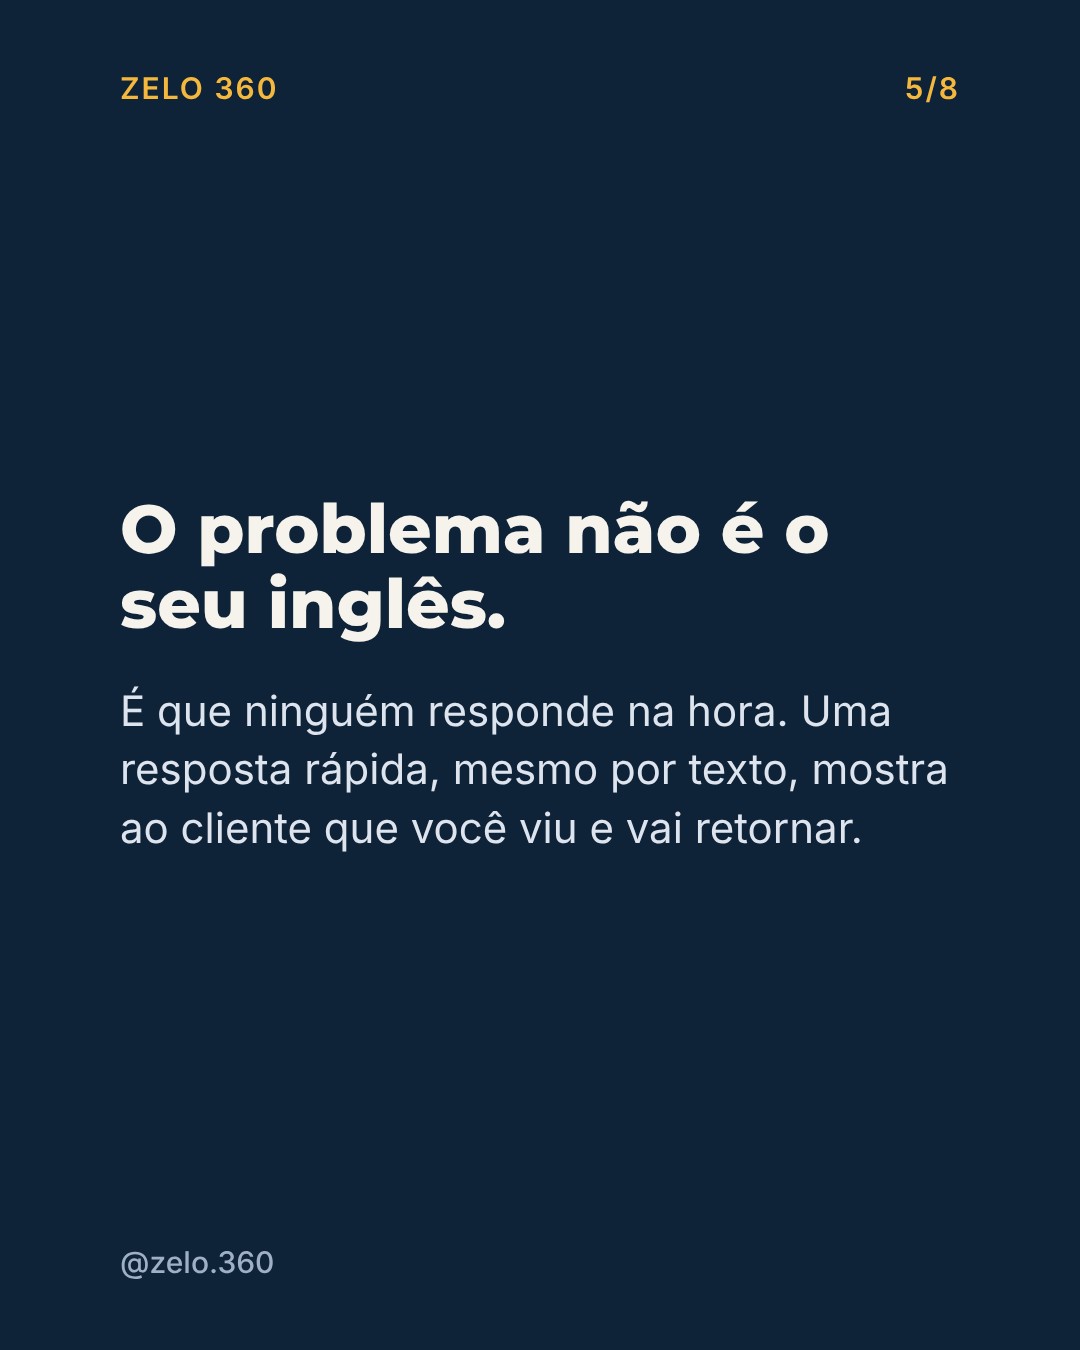 ZELO 360
5/8
O problema não é o
seu inglês.
É que ninguém responde na hora. Uma
resposta rápida, mesmo por texto, mostra
ao cliente que você viu e vai retornar.
@zelo.360